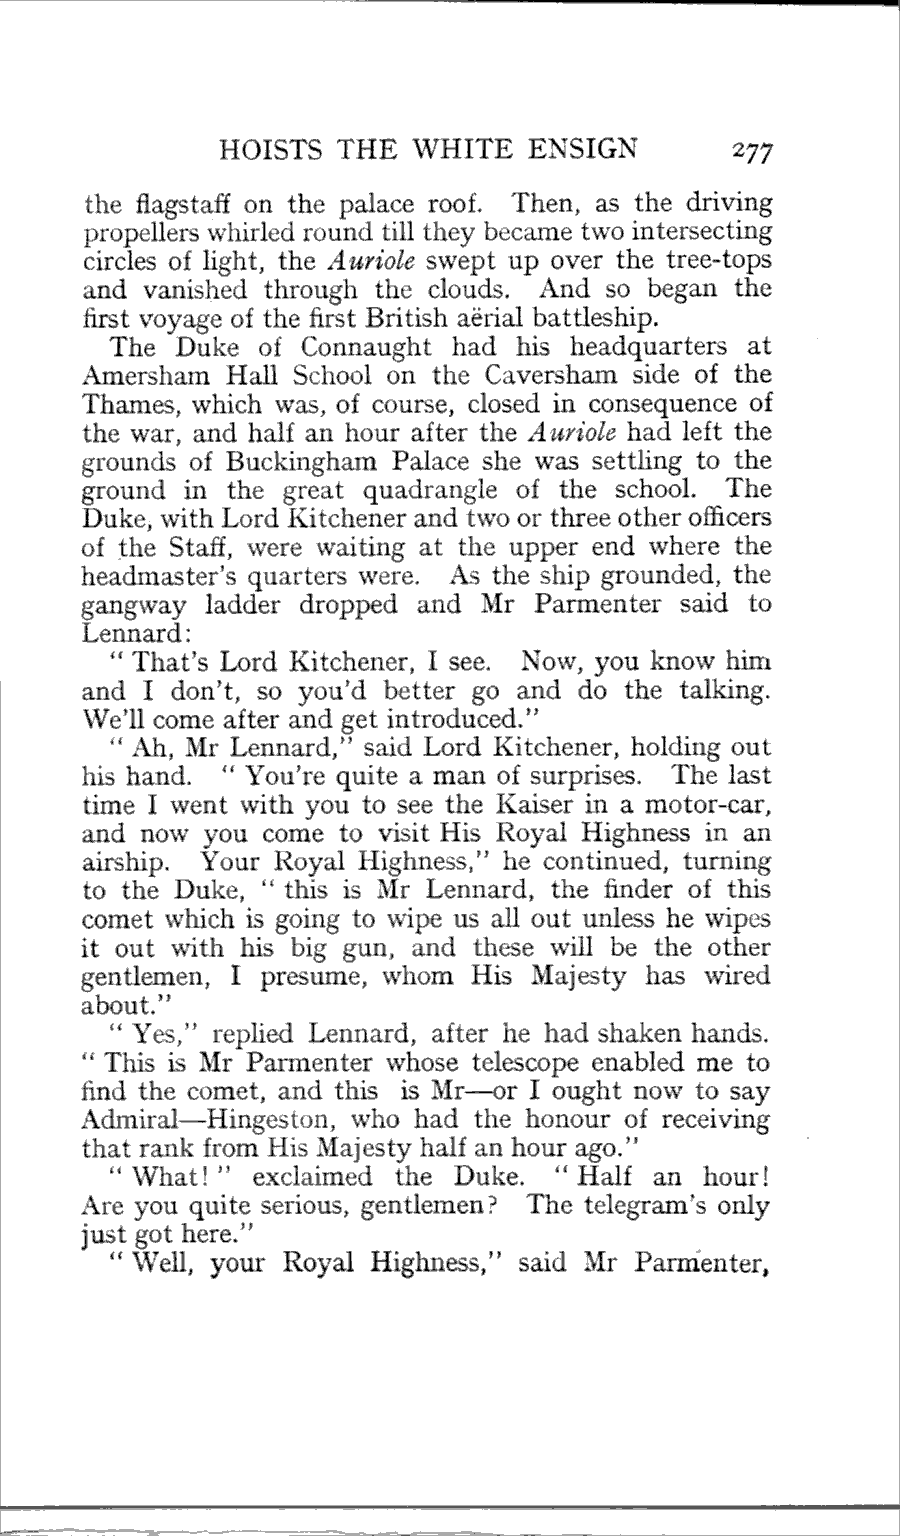 HOISTS THE WHITE ENSIGN 277
the flagstaff on the palace roof. Then, as the driving
propellers whirled round till they became two intersecting
circles of light, the Auriole swept up over the tree-tops
and vanished through the clouds. And so began the
first voyage of the first British aërial battleship.
The Duke of Connaught had his headquarters at
Amersham Hall School on the Caversham side of the
Thames, which was, of course, closed in consequence of
the war, and half an hour after the Auriole had left the
grounds of Buckingham Palace she was settling to the
ground in the great quadrangle of the school. The
Duke, with Lord Kitchener and two or three other officers
of the Staff, were waiting at the upper end where the
headmaster's quarters were. As the ship grounded, the
gangway ladder dropped and Mr Parmenter said to
Lennard:
" That's Lord Kitchener, I see. Now, you know him
and I don't, so you'd better go and do the talking.
We'll come after and get introduced."
" Ah, Mr Lennard," said Lord Kitchener, holding out
his hand. " You're quite a man of surprises. The last
time I went with you to see the Kaiser in a motor-car,
and now you come to visit His Royal Highness in an
airship. Your Royal Highness," he continued, turning
to the Duke, " this is Mr Lennard, the finder of this
comet which is going to wipe us all out unless he wipes
it out with his big gun, and these will be the other
gentlemen, I presume, whom His Majesty has wired
about."
" Yes," replied Lennard, after he had shaken hands.
" This is Mr Parmenter whose telescope enabled me to
find the comet, and this is Mr—or I ought now to say
Admiral—Hingeston, who had the honour of receiving
that rank from His Majesty half an hour ago."
" What! " exclaimed the Duke. " Half an hour!
Are you quite serious, gentlemen? The telegram's only
just got here."
" Well, your Royal Highness," said Mr Parmenter,